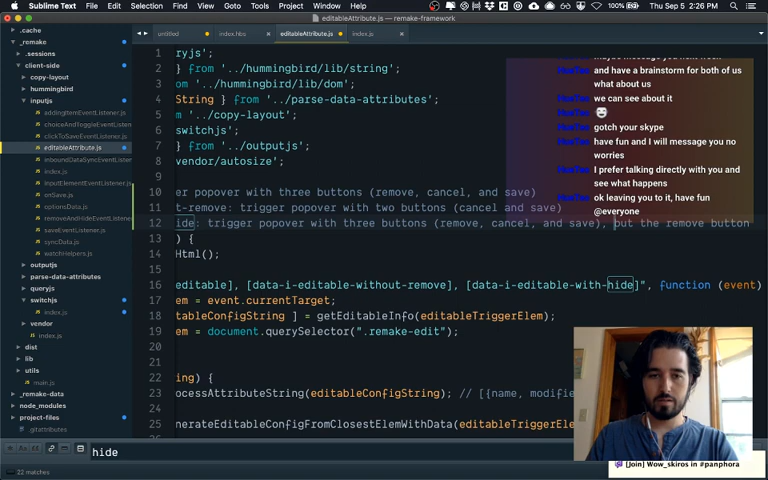 Sublime Text File Edit Selection Find View Goto Tools Project Window Help
100% Thu Sep 5 2:26 PM
editableAttribute.js — remake-framework
.cache
_remake
.sessions
client-side
copy-layout
hummingbird
inputjs
addingItemEventListener.js
choiceAndToggleEventListen
clickToSaveEventListener.js
editableAttribute.js
inboundDataSyncEventListen
index.js
inputElementEventListener.js
onSave.js
optionsData.js
removeAndHideEventListener
saveEventListener.js
syncData.js
watchHelpers.js
outputjs
parse-data-attributes
queryjs
switchjs
index.js
vendor
index.js
dist
lib
utils
main.js
_remake-data
node_modules
project-files
.gitattributes
untitled
index.hbs
editableAttribute.js
index.js
1 ryjs';
2 } from '../hummingbird/lib/string';
3 om '../hummingbird/lib/dom';
4 String } from '../parse-data-attributes';
5 m '../copy-layout';
6 switchjs';
7 } from '../outputjs';
8 vendor/autosize';
9
10 er popover with three buttons (remove, cancel, and save)
11 t-remove: trigger popover with two buttons (cancel and save)
12 ide: trigger popover with three buttons (remove, cancel, and save), but the remove button
13 ) {
14 Html();
15
16 editable], [data-i-editable-without-remove], [data-i-editable-with-hide]", function (event)
17 em = event.currentTarget;
18 tableConfigString ] = getEditableInfo(editableTriggerElem);
19 em = document.querySelector(".remake-edit");
20
21
22 ing) {
23 ocessAttributeString(editableConfigString); // [{name, modifie
24
25 nerateEditableConfigFromClosestElemWithData(editableTriggerEle
and have a brainstorm for both of us
what about us
we can see about it
gotch your skype
have fun and I will message you no
worries
I prefer talking directly with you and
see what happens
ok leaving you to it, have fun
@everyone
hide
22 matches
[Join] Wow_skiros in #panphora